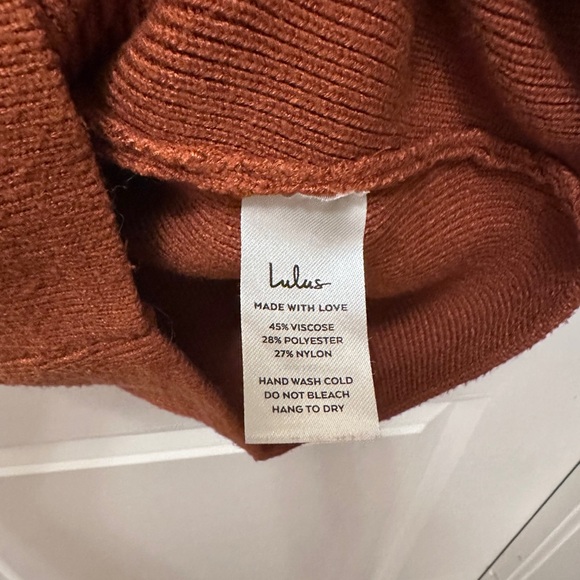 Lulus
MADE WITH LOVE
45% VISCOSE
28% POLYESTER
27% NYLON
HAND WASH COLD
DO NOT BLEACH
HANG TO DRY